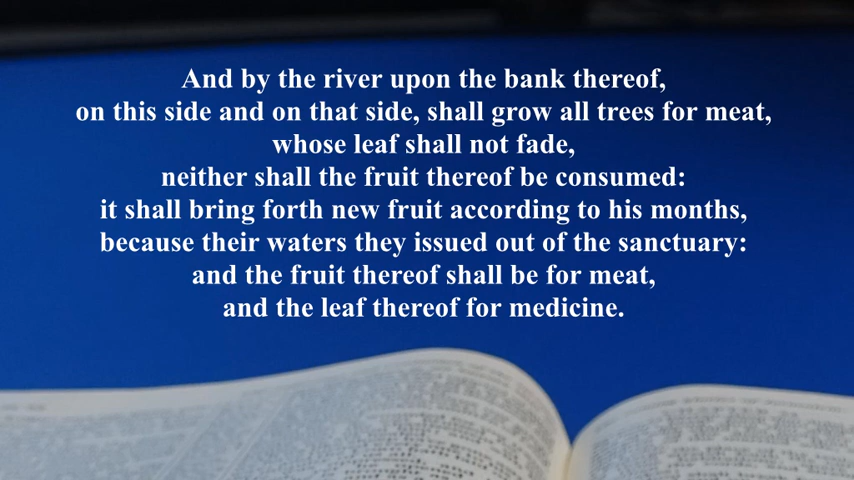 And by the river upon the bank thereof,
on this side and on that side, shall grow all trees for meat,
whose leaf shall not fade,
neither shall the fruit thereof be consumed:
it shall bring forth new fruit according to his months,
because their waters they issued out of the sanctuary:
and the fruit thereof shall be for meat,
and the leaf thereof for medicine.